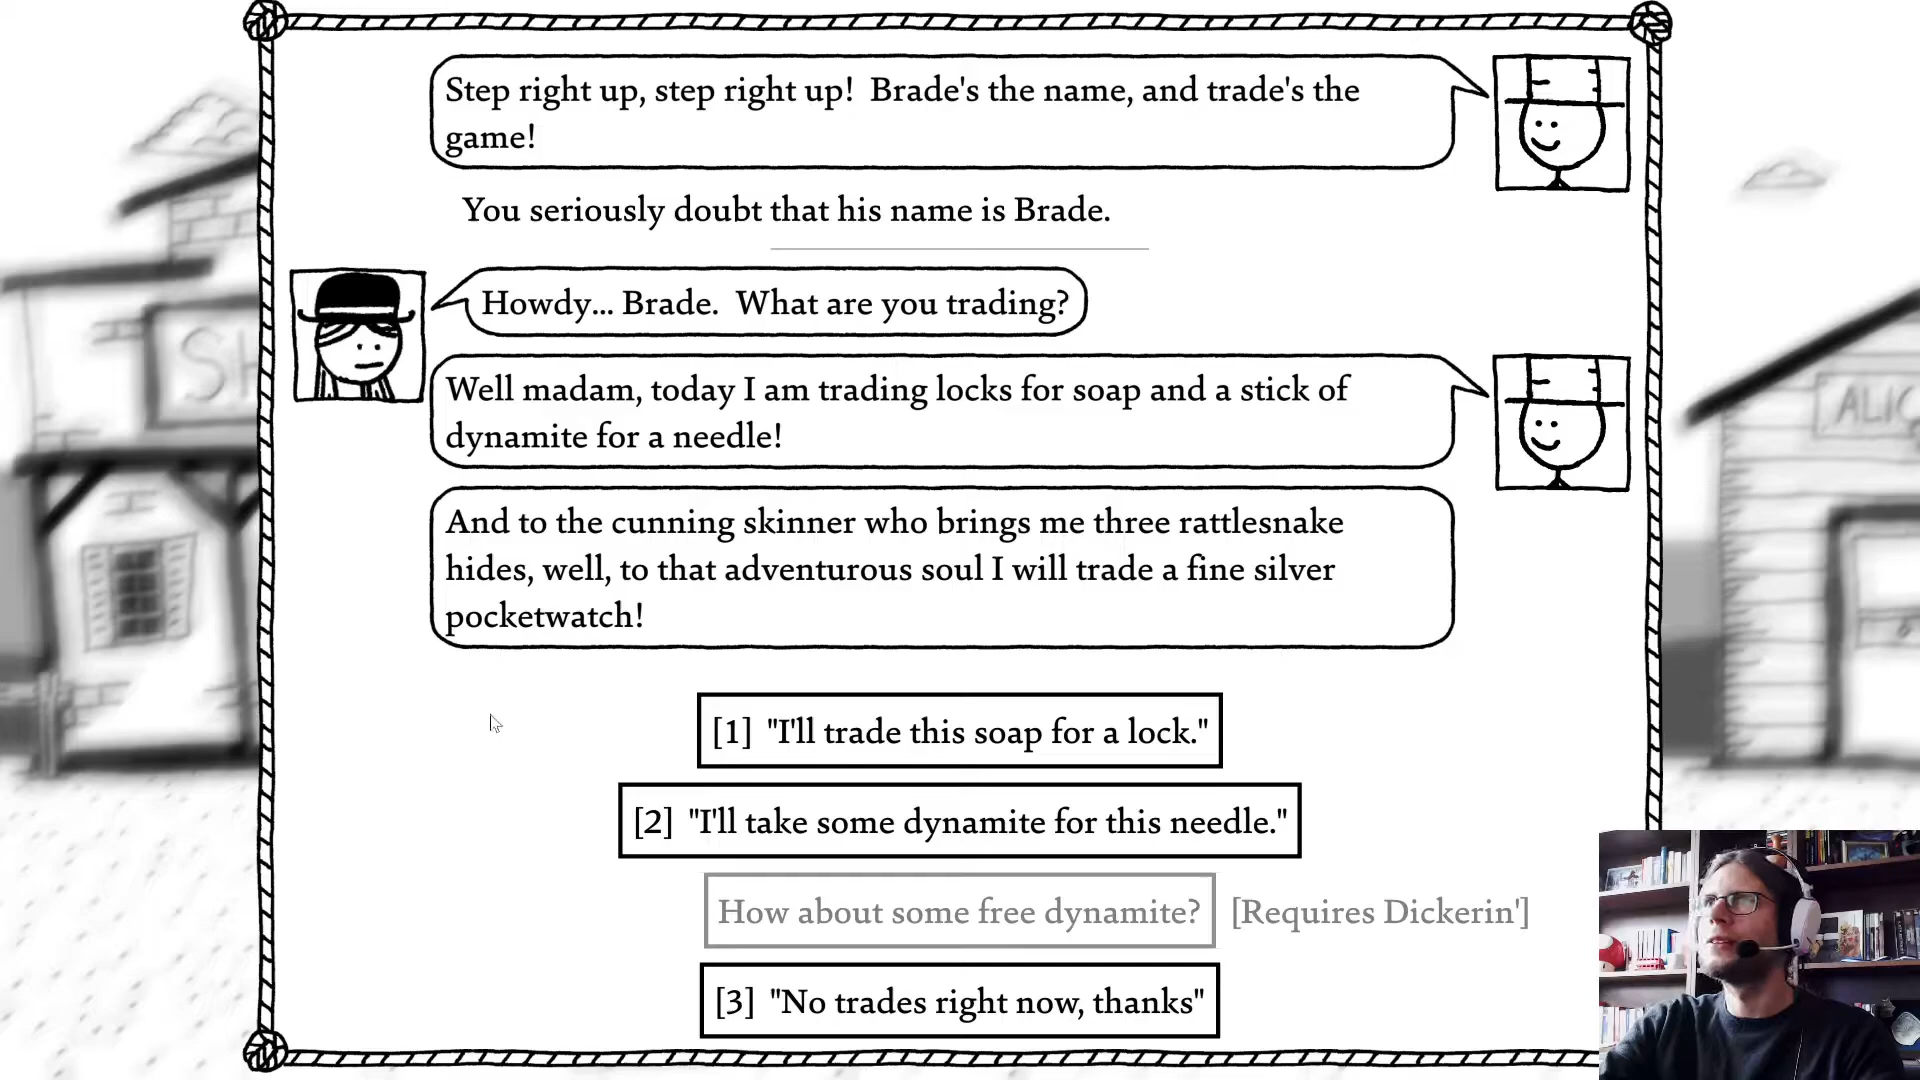 Step right up, step right up! Brade's the name, and trade's the
game!
You seriously doubt that his name is Brade.
Howdy... Brade. What are you trading?
Well madam, today I am trading locks for soap and a stick of
dynamite for a needle!
And to the cunning skinner who brings me three rattlesnake
hides, well, to that adventurous soul I will trade a fine silver
pocketwatch!
[1] "I'll trade this soap for a lock."
[2] "I'll take some dynamite for this needle."
How about some free dynamite? [Requires Dickerin']
[3] "No trades right now, thanks"